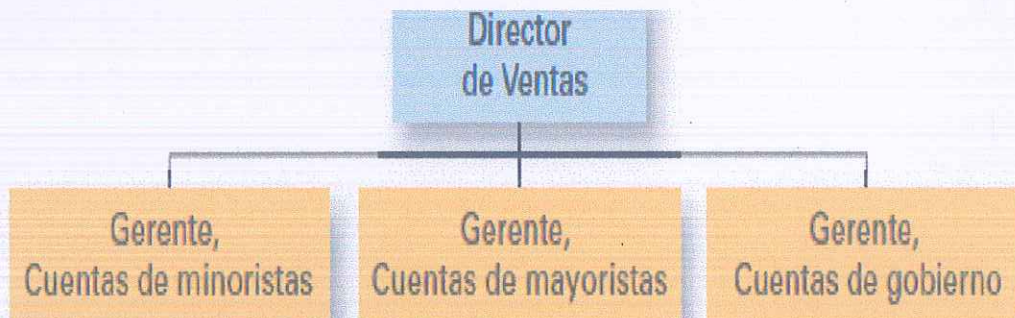 Director
de Ventas
Gerente,
Cuentas de minoristas
Gerente,
Cuentas de mayoristas
Gerente,
Cuentas de gobierno